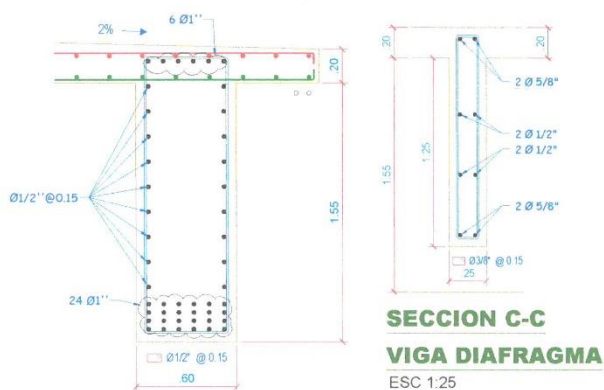 2%
6 Ø1''
.20
Ø1/2''@0.15
1.55
24 Ø1''
Ø1/2" @ 0.15
.60
.20
.20
2 Ø 5/8"
2 Ø 1/2"
2 Ø 1/2"
1.25
1.55
2 Ø 5/8"
Ø3/8" @ 0.15
.25
SECCION C-C
VIGA DIAFRAGMA
ESC 1:25